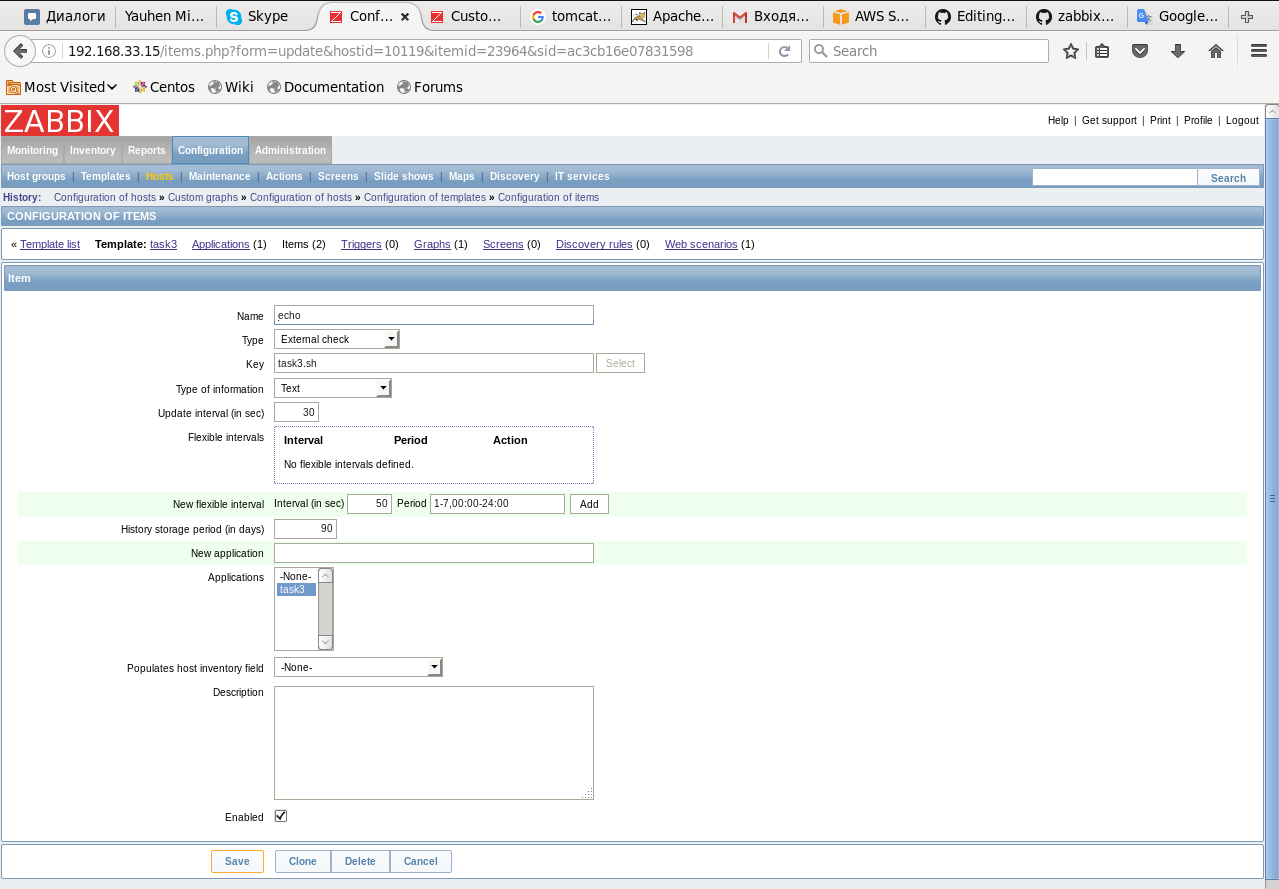 Диалоги Yauhen Mi... Skype Conf... Custo... tomcat... Apache... Входя... AWS S... Editing... zabbix... Google...
192.168.33.15/items.php?form=update&hostid=10119&itemid=23964&sid=ac3cb16e07831598 Search
Most Visited Centos Wiki Documentation Forums
ZABBIX
Help | Get support | Print | Profile | Logout
Monitoring Inventory Reports Configuration Administration
Host groups | Templates | Hosts | Maintenance | Actions | Screens | Slide shows | Maps | Discovery | IT services Search
History: Configuration of hosts » Custom graphs » Configuration of hosts » Configuration of templates » Configuration of items
CONFIGURATION OF ITEMS
« Template list Template: task3 Applications (1) Items (2) Triggers (0) Graphs (1) Screens (0) Discovery rules (0) Web scenarios (1)
Item
Name echo
Type External check
Key task3.sh Select
Type of information Text
Update interval (in sec) 30
Flexible intervals Interval Period Action
No flexible intervals defined.
New flexible interval Interval (in sec) 50 Period 1-7,00:00-24:00 Add
History storage period (in days) 90
New application
Applications -None-
task3
Populates host inventory field -None-
Description
Enabled
Save Clone Delete Cancel